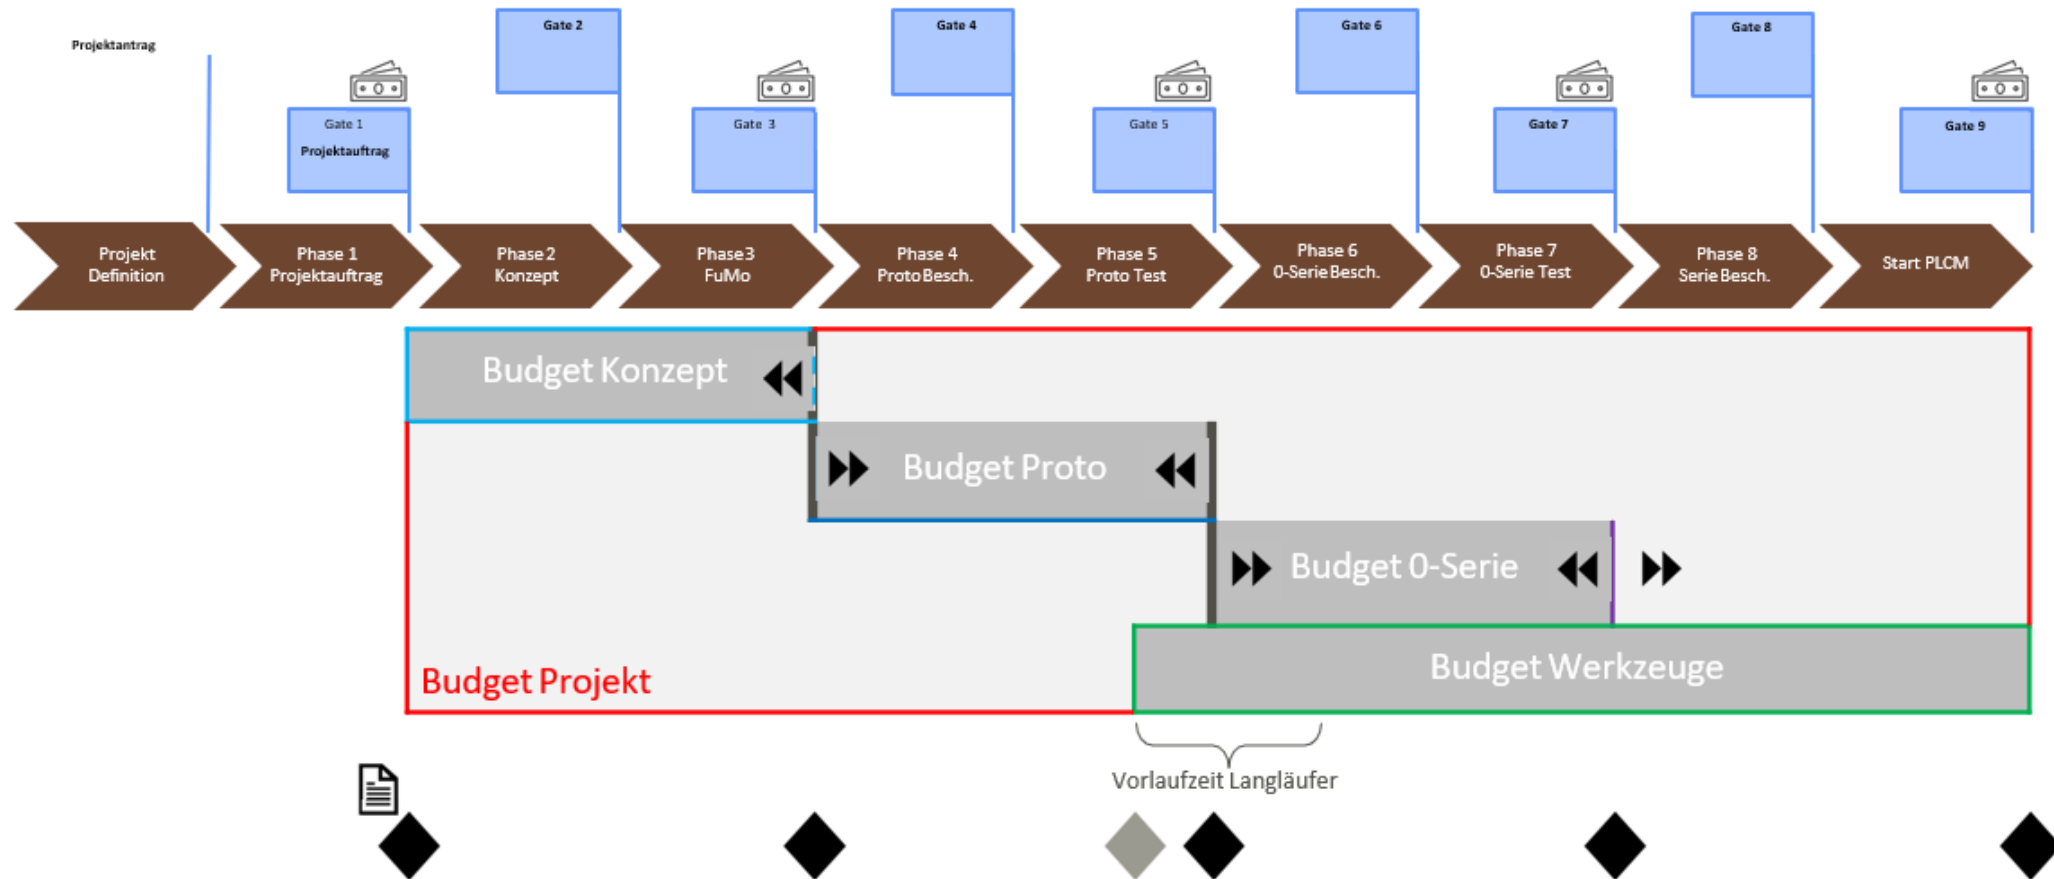 Projektantrag
Gate 1
Projektauftrag
Gate 2
Gate 3
Gate 4
Gate 5
Gate 6
Gate 7
Gate 8
Gate 9
Projekt
Definition
Phase 1
Projektauftrag
Phase 2
Konzept
Phase3
FuMo
Phase 4
Proto Besch.
Phase 5
Proto Test
Phase 6
0-Serie Besch.
Phase 7
0-Serie Test
Phase 8
Serie Besch.
Start PLCM
Budget Konzept
Budget Proto
Budget 0-Serie
Budget Werkzeuge
Budget Projekt
Vorlaufzeit Langläufer